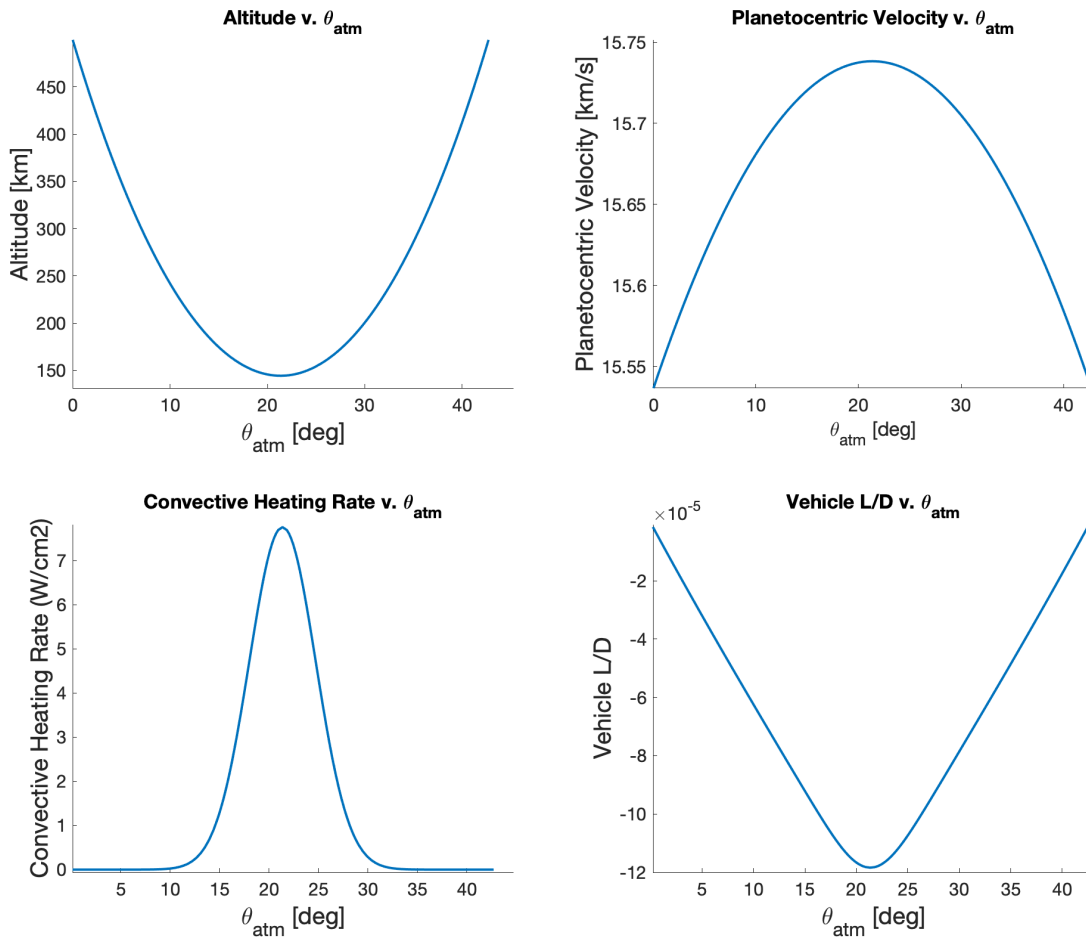 Altitude v. θatm
Altitude [km]
450
400
350
300
250
200
150
0 10 20 30 40
θatm [deg]
Planetocentric Velocity v. θatm
Planetocentric Velocity [km/s]
15.75
15.7
15.65
15.6
15.55
0 10 20 30 40
θatm [deg]
Convective Heating Rate v. θatm
Convective Heating Rate (W/cm2)
7
6
5
4
3
2
1
0
5 10 15 20 25 30 35 40
θatm [deg]
Vehicle L/D v. θatm
×10-5
Vehicle L/D
-2
-4
-6
-8
-10
-12
5 10 15 20 25 30 35 40
θatm [deg]